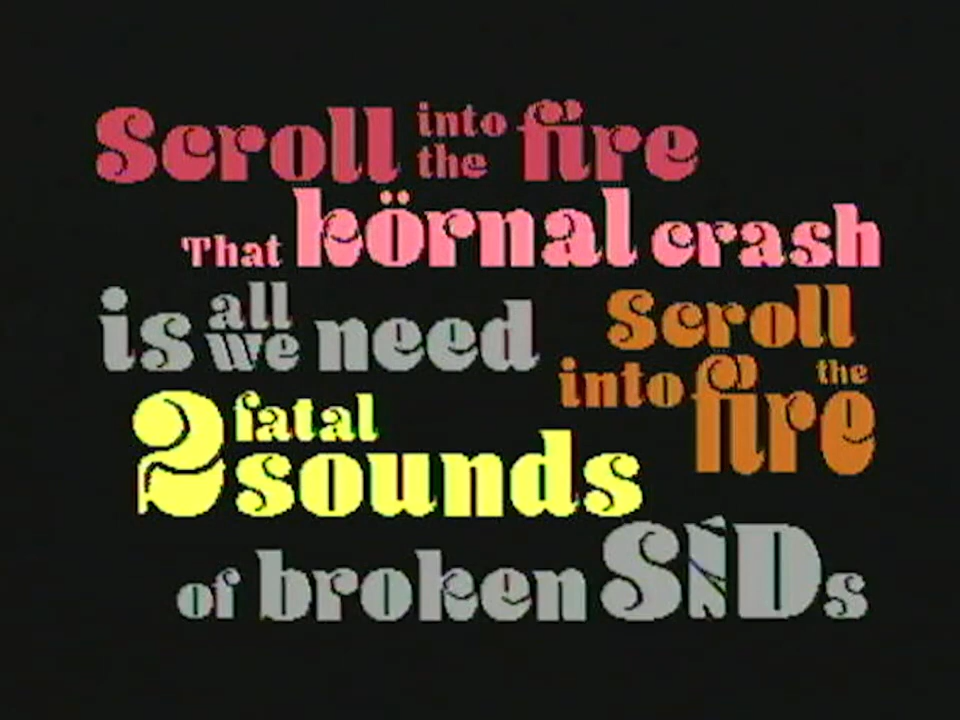 Scroll into the fire
That körnal crash
is all we need
Scroll into the fire
2 fatal sounds
of broken SIDs